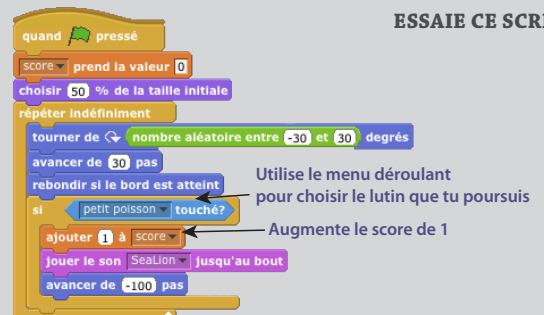 ESSAIE CE SCRI
quand pressé
score prend la valeur 0
choisir 50 % de la taille initiale
répéter indéfiniment
tourner de nombre aléatoire entre -30 et 30 degrés
avancer de 30 pas
rebondir si le bord est atteint
Utilise le menu déroulant
pour choisir le lutin que tu poursuis
si petit poisson touché?
ajouter 1 à score
Augmente le score de 1
jouer le son SeaLion jusqu'au bout
avancer de -100 pas